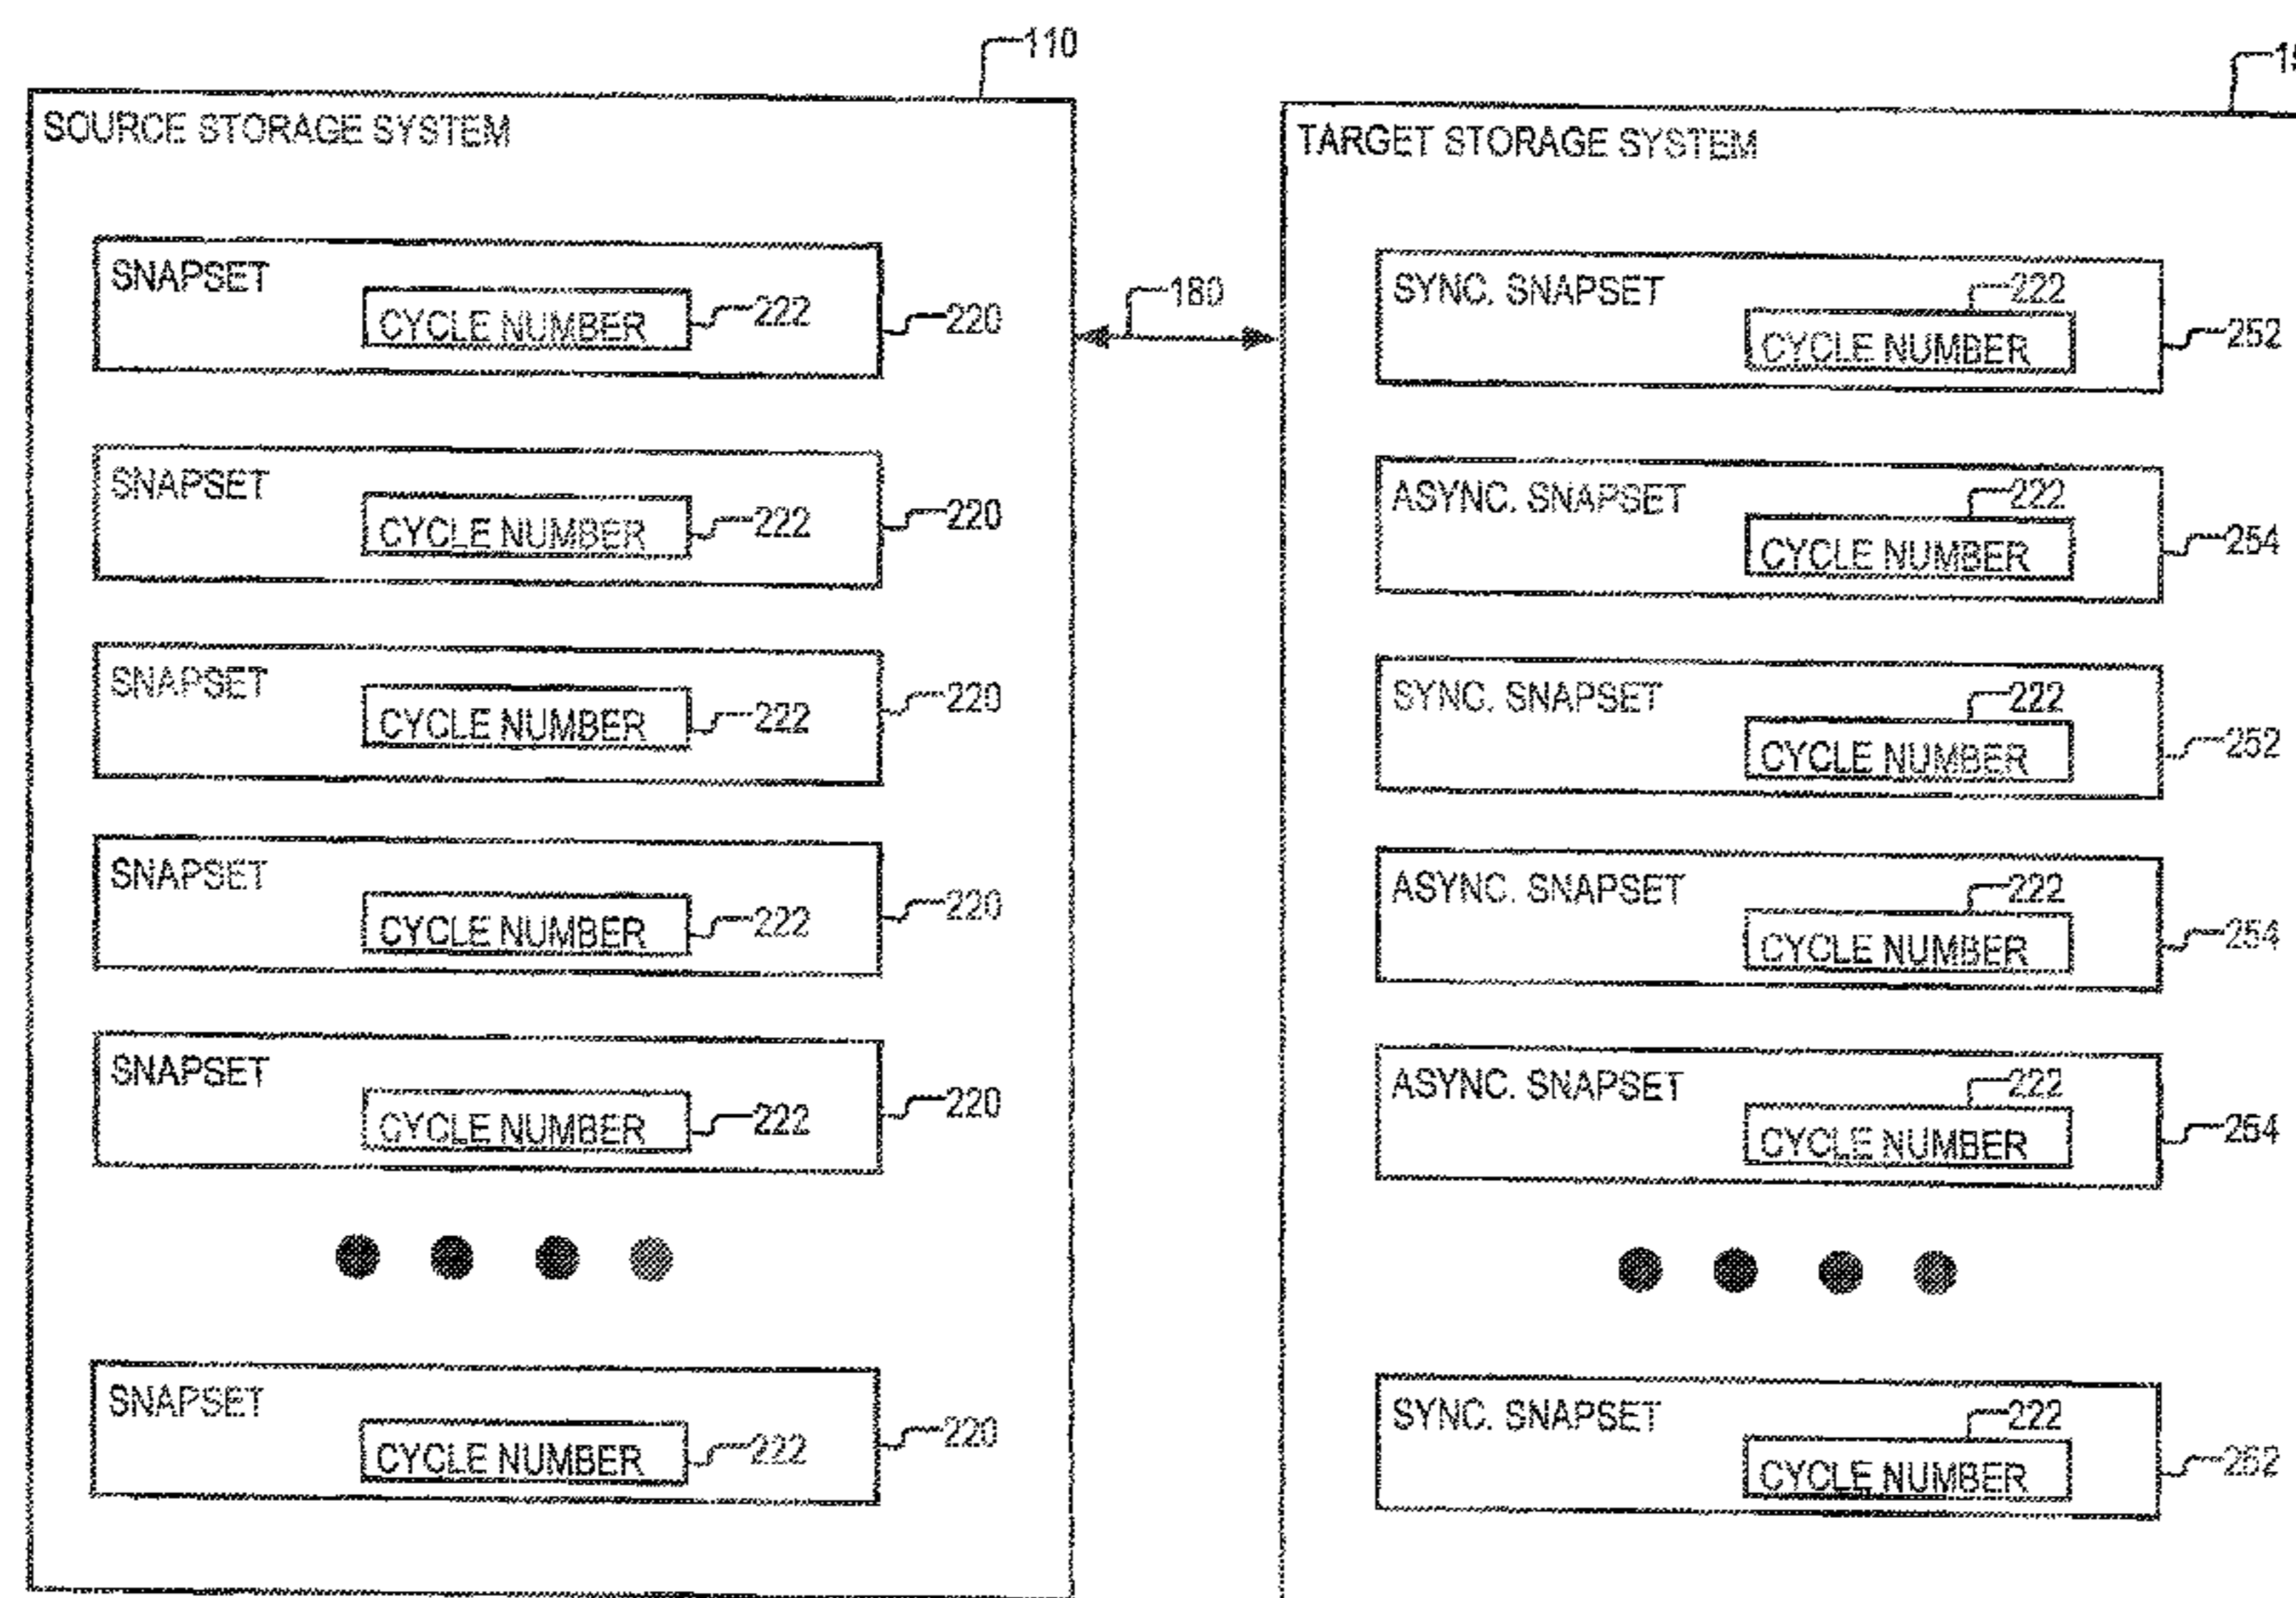 110
SOURCE STORAGE SYSTEM
SNAPSET
CYCLE NUMBER
222
220
SNAPSET
CYCLE NUMBER
222
220
SNAPSET
CYCLE NUMBER
222
220
SNAPSET
CYCLE NUMBER
222
220
SNAPSET
CYCLE NUMBER
222
220
SNAPSET
CYCLE NUMBER
222
220
180
TARGET STORAGE SYSTEM
SYNC. SNAPSET
222
CYCLE NUMBER
252
ASYNC. SNAPSET
222
CYCLE NUMBER
254
SYNC. SNAPSET
222
CYCLE NUMBER
252
ASYNC. SNAPSET
222
CYCLE NUMBER
254
ASYNC. SNAPSET
222
CYCLE NUMBER
254
SYNC. SNAPSET
222
CYCLE NUMBER
252